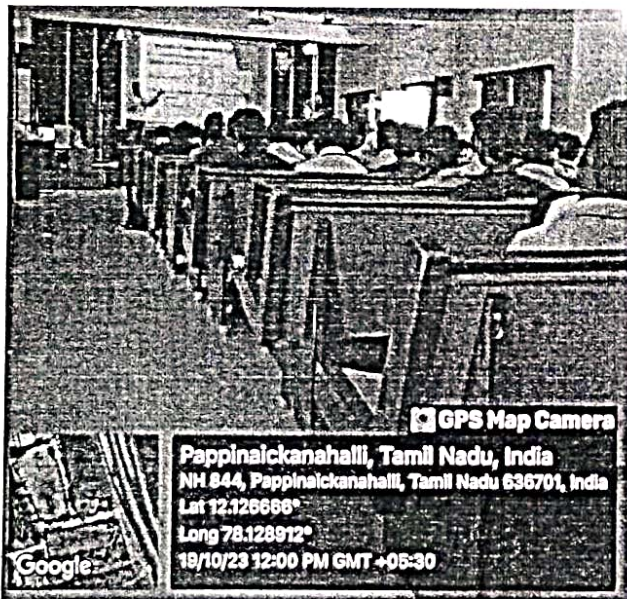 GPS Map Camera
Pappinaickanahalli, Tamil Nadu, India
NH 844, Pappinaickanahalli, Tamil Nadu 636701, India
Lat 12.126666°
Long 78.128912°
19/10/23 12:00 PM GMT +05:30
Google